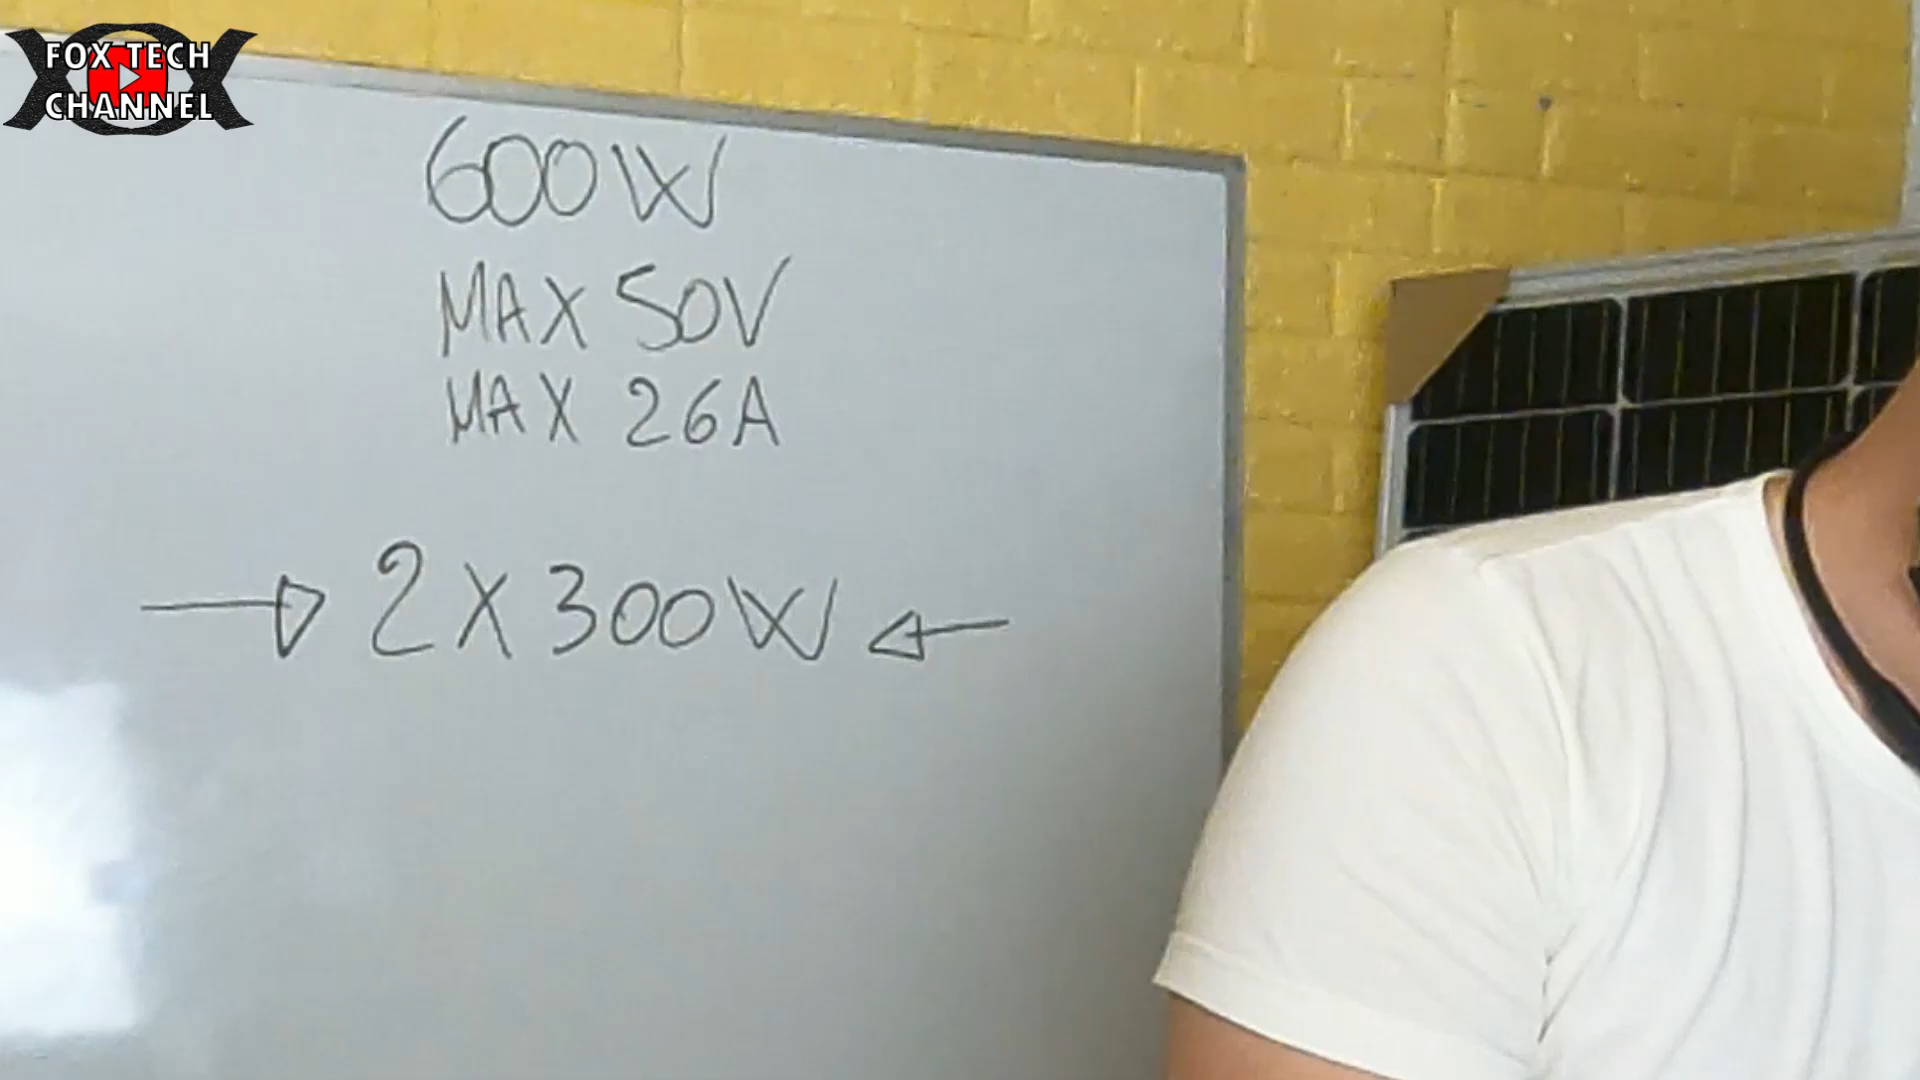 FOX TECH
CHANNEL
600W
MAX 50V
MAX 26A
2X300W